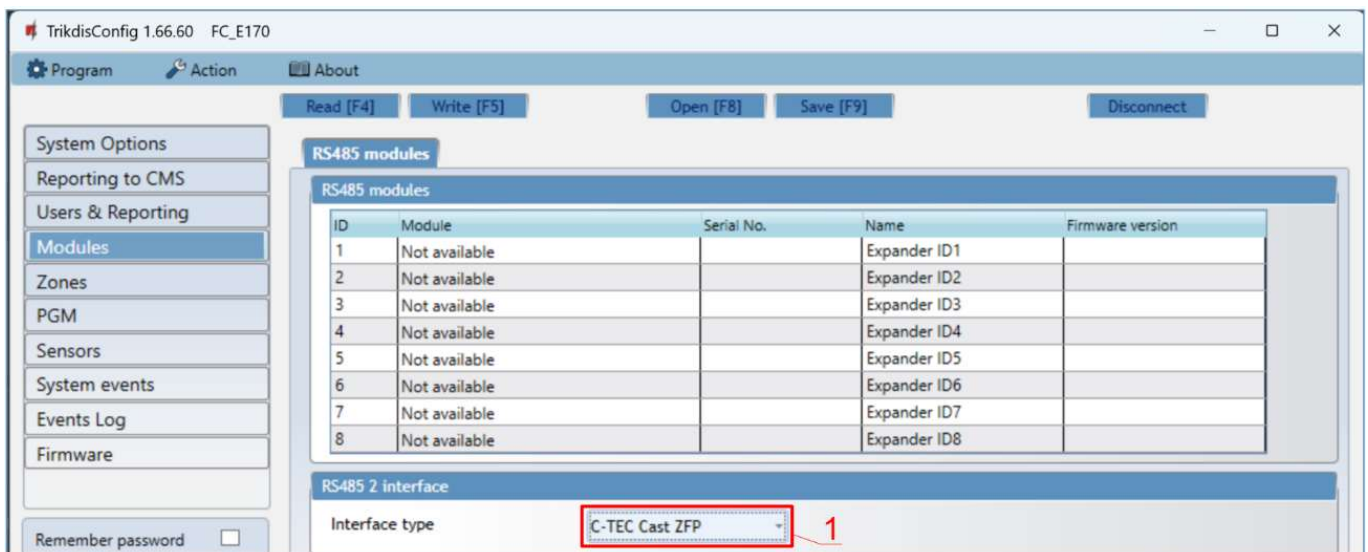 TrikdisConfig 1.66.60 FC_E170
Program Action About
Read [F4] Write [F5] Open [F8] Save [F9] Disconnect
System Options
Reporting to CMS
Users & Reporting
Modules
Zones
PGM
Sensors
System events
Events Log
Firmware
Remember password
RS485 modules
RS485 modules
ID Module Serial No. Name Firmware version
1 Not available Expander ID1
2 Not available Expander ID2
3 Not available Expander ID3
4 Not available Expander ID4
5 Not available Expander ID5
6 Not available Expander ID6
7 Not available Expander ID7
8 Not available Expander ID8
RS485 2 interface
Interface type C-TEC Cast ZFP 1